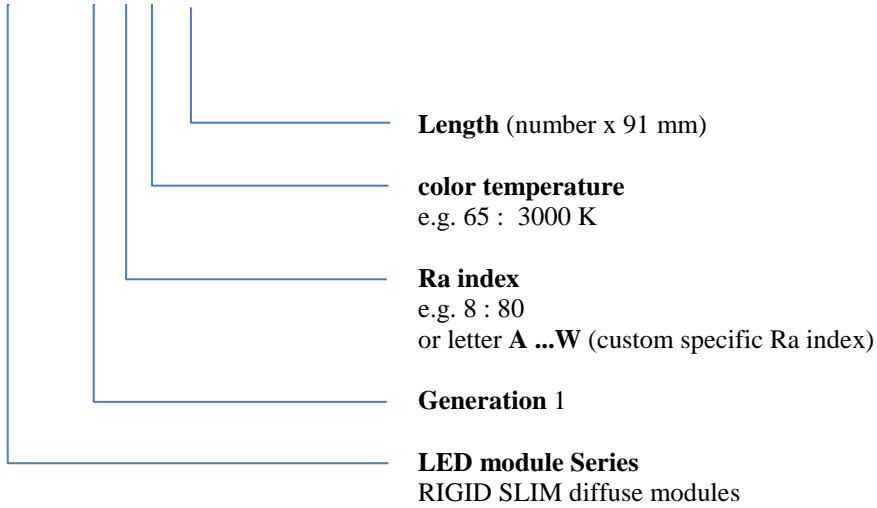 Length (number x 91 mm)
color temperature
e.g. 65 :  3000 K
Ra index
e.g. 8 : 80
or letter A ...W (custom specific Ra index)
Generation 1
LED module Series
RIGID SLIM diffuse modules